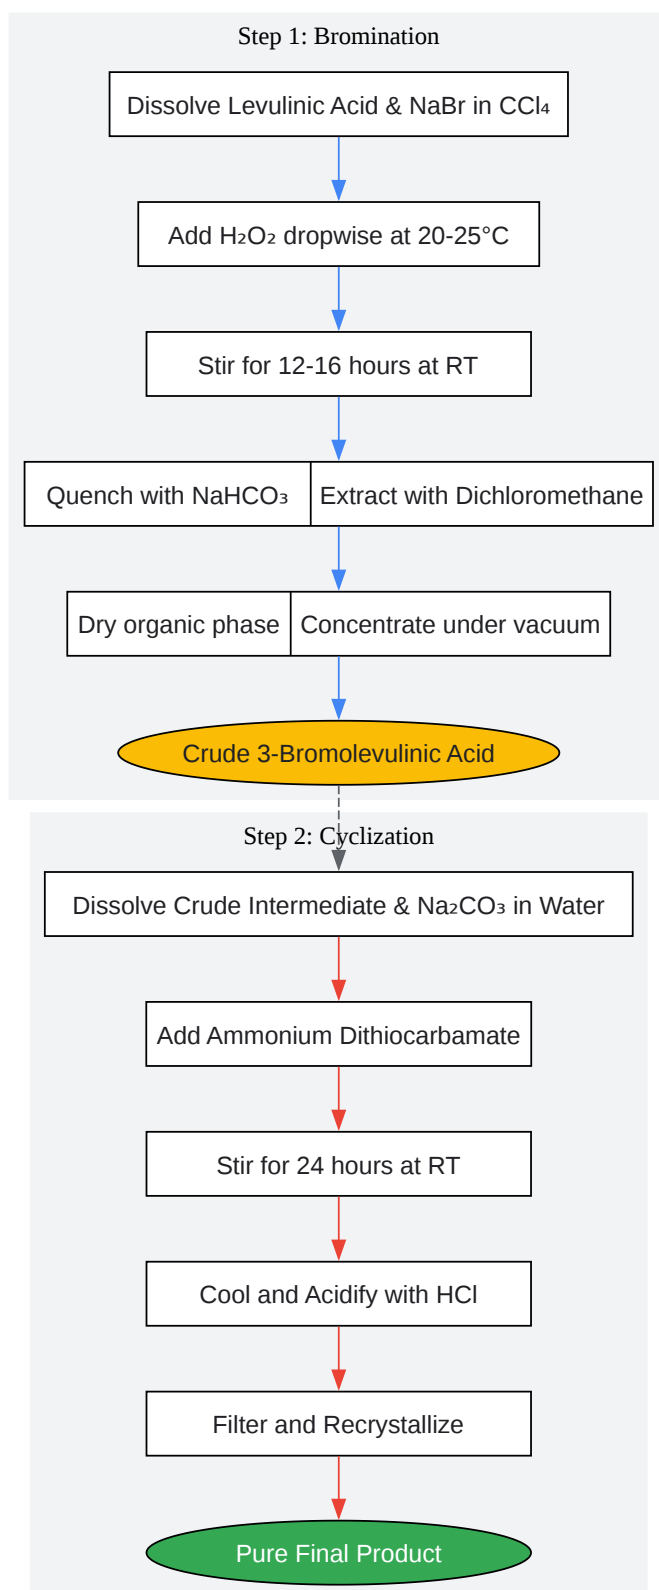 Step 1: Bromination
Dissolve Levulinic Acid & NaBr in CCl₄
Add H₂O₂ dropwise at 20-25°C
Stir for 12-16 hours at RT
Quench with NaHCO₃
Extract with Dichloromethane
Dry organic phase
Concentrate under vacuum
Crude 3-Bromolevulinic Acid
Step 2: Cyclization
Dissolve Crude Intermediate & Na₂CO₃ in Water
Add Ammonium Dithiocarbamate
Stir for 24 hours at RT
Cool and Acidify with HCl
Filter and Recrystallize
Pure Final Product